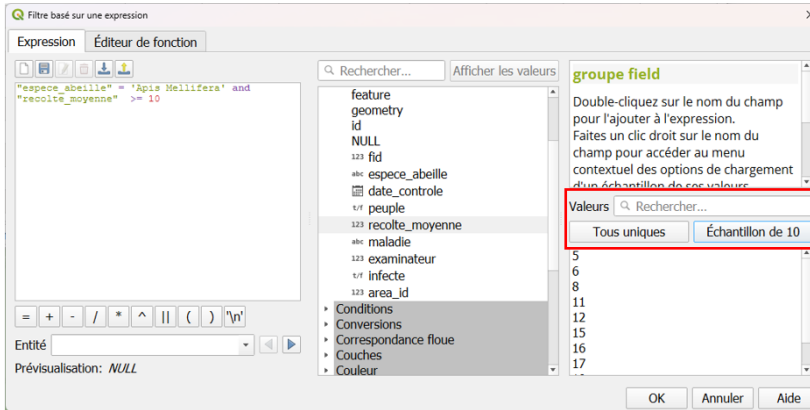 Filtre basé sur une expression
Expression
Éditeur de fonction
"espece_abeille" = 'Apis Mellifera' and
"recolte_moyenne" >= 10
= + - / * ^ || ( ) '\n'
Entité
Prévisualisation: NULL
Rechercher...
Afficher les valeurs
feature
geometry
id
NULL
123 fid
abc espece_abeille
date_controle
t/f peuple
123 recolte_moyenne
abc maladie
123 examinateur
t/f infecte
123 area_id
Conditions
Conversions
Correspondance floue
Couches
Couleur
groupe field
Double-cliquez sur le nom du champ
pour l'ajouter à l'expression.
Faites un clic droit sur le nom du
champ pour accéder au menu
contextuel des options de chargement
d'un échantillon de ses valeurs
Valeurs
Rechercher...
Tous uniques
Échantillon de 10
5
6
8
11
12
15
16
17
OK
Annuler
Aide